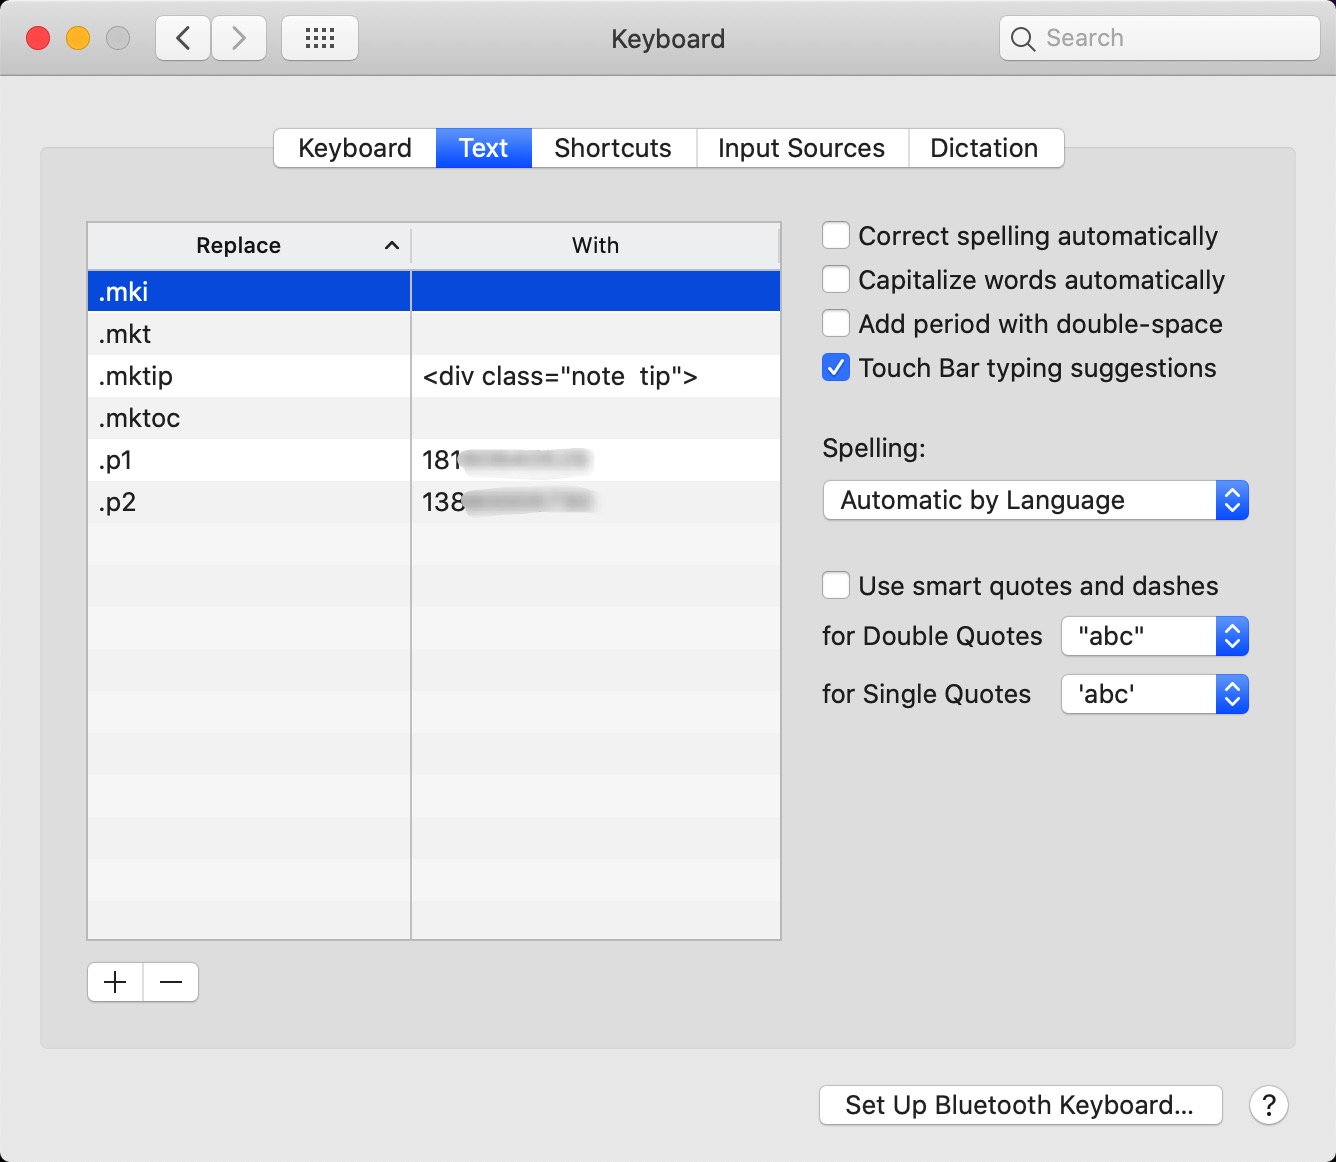 Keyboard
Search
Keyboard Text Shortcuts Input Sources Dictation
Replace With
.mki
.mkt
.mktip <div class="note  tip">
.mktoc
.p1 181
.p2 138
Correct spelling automatically
Capitalize words automatically
Add period with double-space
Touch Bar typing suggestions
Spelling:
Automatic by Language
Use smart quotes and dashes
for Double Quotes "abc"
for Single Quotes 'abc'
Set Up Bluetooth Keyboard... ?